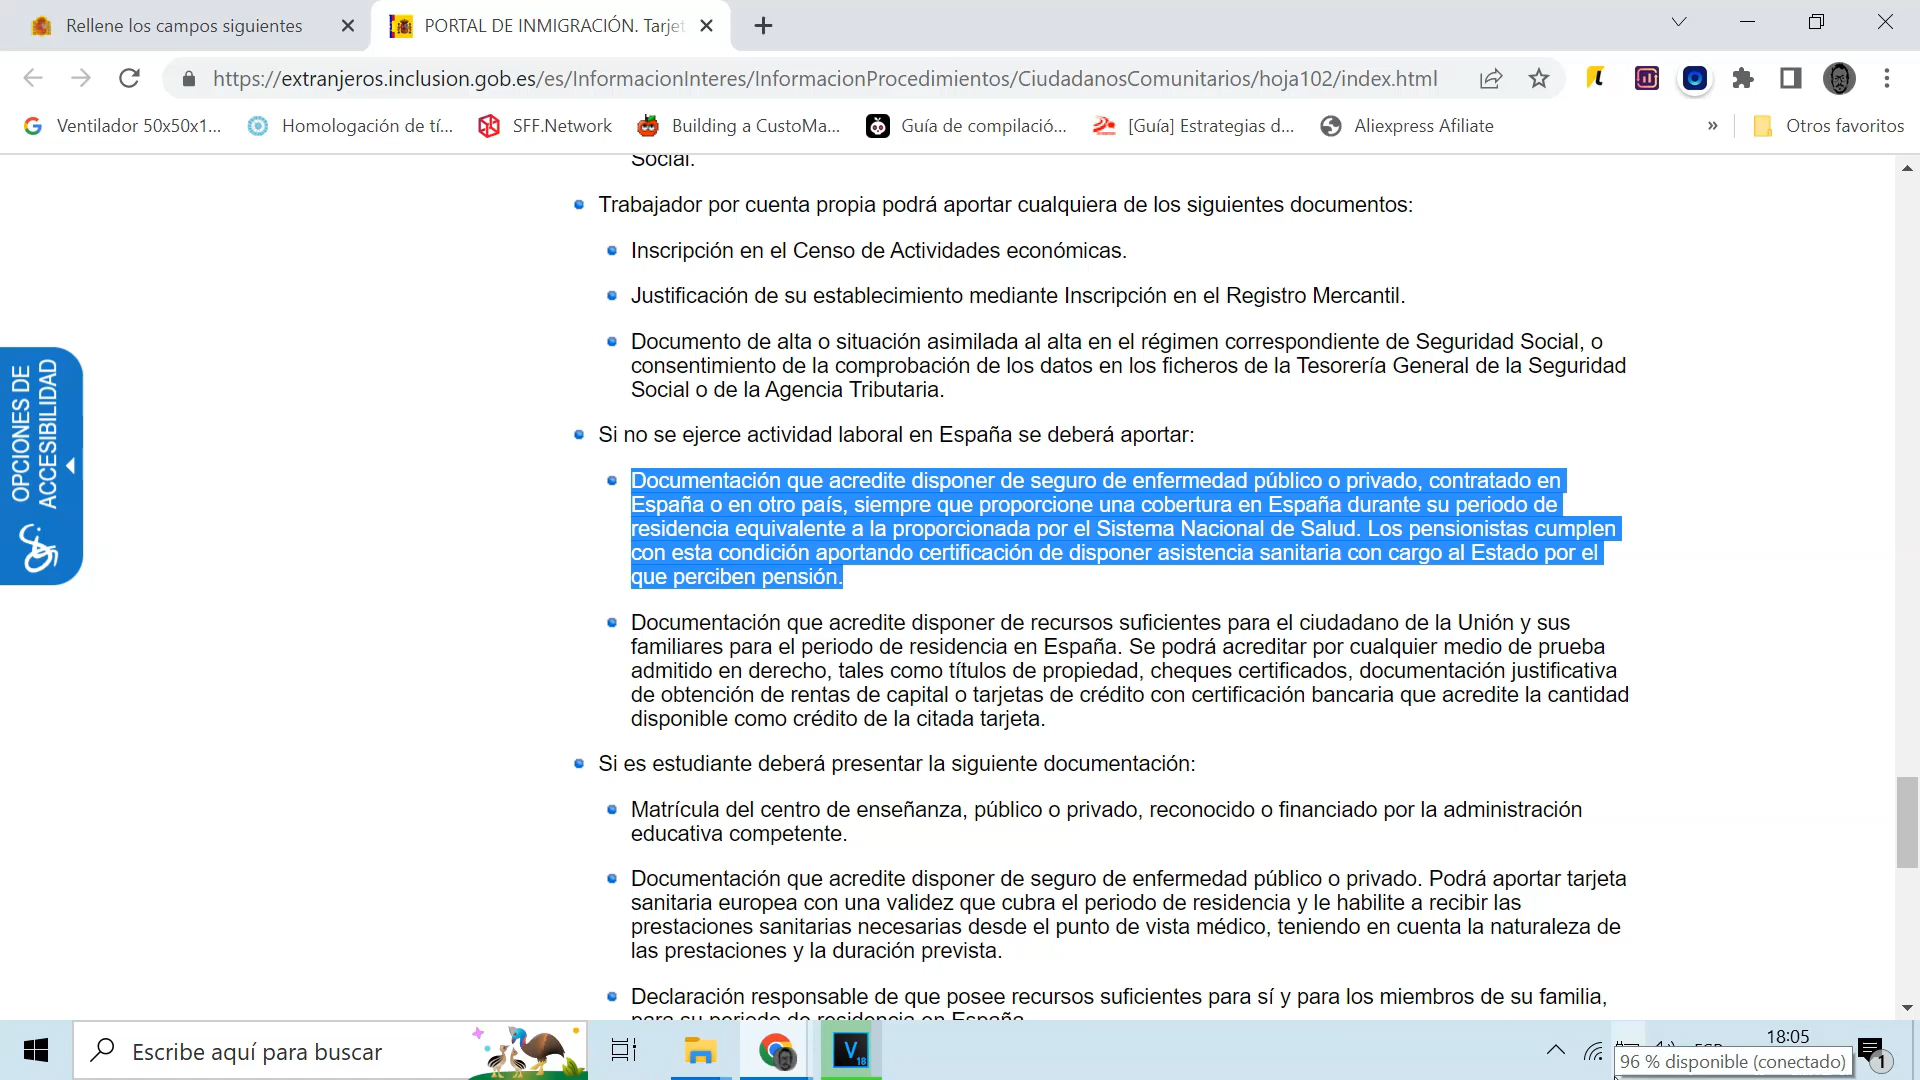 Rellene los campos siguientes
PORTAL DE INMIGRACIÓN. Tarjet
https://extranjeros.inclusion.gob.es/es/InformacionInteres/InformacionProcedimientos/CiudadanosComunitarios/hoja102/index.html
Ventilador 50x50x1...
Homologación de tí...
SFF.Network
Building a CustoMa...
Guía de compilació...
[Guía] Estrategias d...
Aliexpress Afiliate
»
Otros favoritos
Social.
Trabajador por cuenta propia podrá aportar cualquiera de los siguientes documentos:
Inscripción en el Censo de Actividades económicas.
Justificación de su establecimiento mediante Inscripción en el Registro Mercantil.
Documento de alta o situación asimilada al alta en el régimen correspondiente de Seguridad Social, o
consentimiento de la comprobación de los datos en los ficheros de la Tesorería General de la Seguridad
Social o de la Agencia Tributaria.
Si no se ejerce actividad laboral en España se deberá aportar:
Documentación que acredite disponer de seguro de enfermedad público o privado, contratado en
España o en otro país, siempre que proporcione una cobertura en España durante su periodo de
residencia equivalente a la proporcionada por el Sistema Nacional de Salud. Los pensionistas cumplen
con esta condición aportando certificación de disponer asistencia sanitaria con cargo al Estado por el
que perciben pensión.
Documentación que acredite disponer de recursos suficientes para el ciudadano de la Unión y sus
familiares para el periodo de residencia en España. Se podrá acreditar por cualquier medio de prueba
admitido en derecho, tales como títulos de propiedad, cheques certificados, documentación justificativa
de obtención de rentas de capital o tarjetas de crédito con certificación bancaria que acredite la cantidad
disponible como crédito de la citada tarjeta.
Si es estudiante deberá presentar la siguiente documentación:
Matrícula del centro de enseñanza, público o privado, reconocido o financiado por la administración
educativa competente.
Documentación que acredite disponer de seguro de enfermedad público o privado. Podrá aportar tarjeta
sanitaria europea con una validez que cubra el periodo de residencia y le habilite a recibir las
prestaciones sanitarias necesarias desde el punto de vista médico, teniendo en cuenta la naturaleza de
las prestaciones y la duración prevista.
Declaración responsable de que posee recursos suficientes para sí y para los miembros de su familia,
para su periodo de residencia en España
OPCIONES DE
ACCESIBILIDAD
Escribe aquí para buscar
V
18
18:05
96 % disponible (conectado)
1